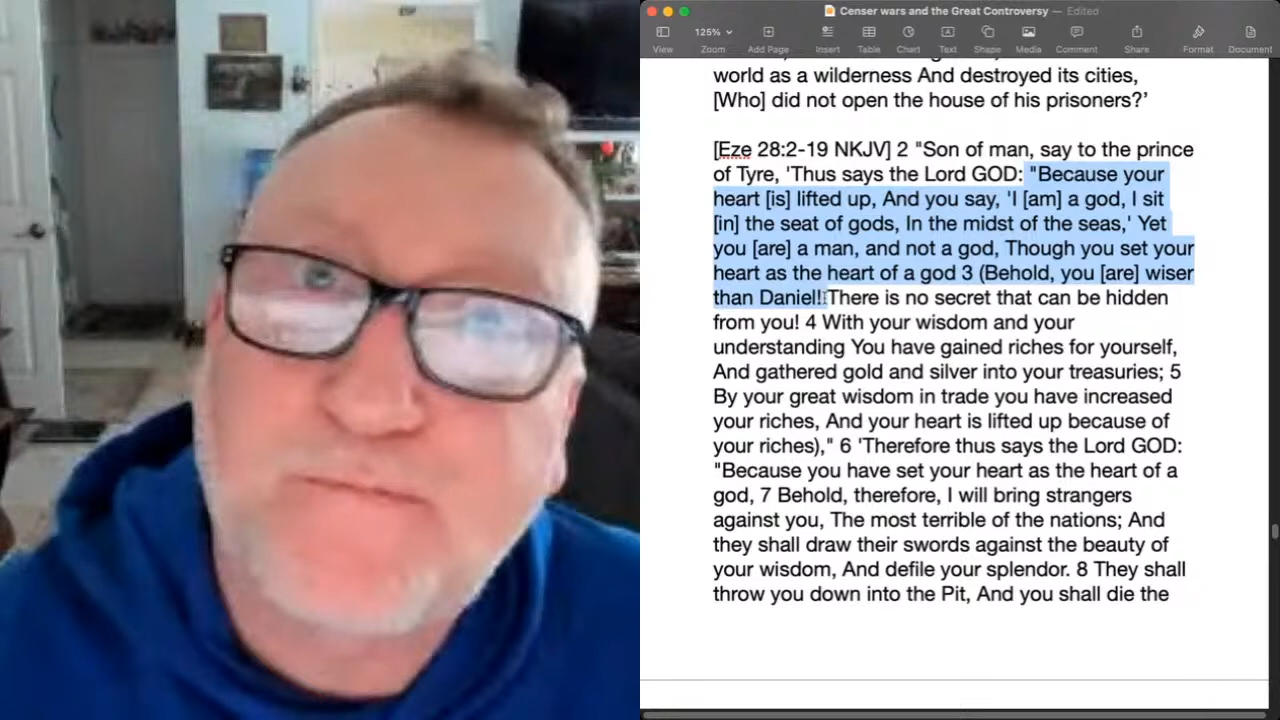 Censer wars and the Great Controversy — Edited
125%
View Zoom Add Page Insert Table Chart Text Shape Media Comment Share Format Document
world as a wilderness And destroyed its cities,
[Who] did not open the house of his prisoners?’
[Eze 28:2-19 NKJV] 2 "Son of man, say to the prince
of Tyre, 'Thus says the Lord GOD: "Because your
heart [is] lifted up, And you say, 'I [am] a god, I sit
[in] the seat of gods, In the midst of the seas,' Yet
you [are] a man, and not a god, Though you set your
heart as the heart of a god 3 (Behold, you [are] wiser
than Daniel! There is no secret that can be hidden
from you! 4 With your wisdom and your
understanding You have gained riches for yourself,
And gathered gold and silver into your treasuries; 5
By your great wisdom in trade you have increased
your riches, And your heart is lifted up because of
your riches)," 6 'Therefore thus says the Lord GOD:
"Because you have set your heart as the heart of a
god, 7 Behold, therefore, I will bring strangers
against you, The most terrible of the nations; And
they shall draw their swords against the beauty of
your wisdom, And defile your splendor. 8 They shall
throw you down into the Pit, And you shall die the